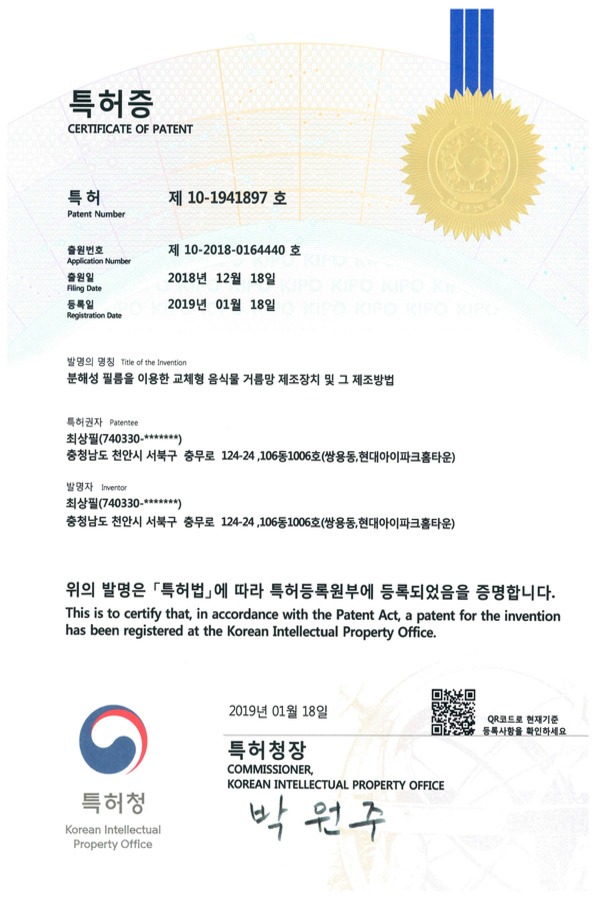 특허증
CERTIFICATE OF PATENT
특허 제 10-1941897 호
Patent Number
출원번호 제 10-2018-0164440 호
Application Number
출원일 2018년 12월 18일
Filing Date
등록일 2019년 01월 18일
Registration Date
발명의 명칭 Title of the Invention
분해성 필름을 이용한 교체형 음식물 거름망 제조장치 및 그 제조방법
특허권자 Patentee
최상필(740330-*******)
충청남도 천안시 서북구 충무로 124-24 ,106동1006호(쌍용동,현대아이파크홈타운)
발명자 Inventor
최상필(740330-*******)
충청남도 천안시 서북구 충무로 124-24 ,106동1006호(쌍용동,현대아이파크홈타운)
위의 발명은 「특허법」에 따라 특허등록원부에 등록되었음을 증명합니다.
This is to certify that, in accordance with the Patent Act, a patent for the invention
has been registered at the Korean Intellectual Property Office.
2019년 01월 18일
QR코드로 현재기준
등록사항을 확인하세요
특허청장
COMMISSIONER,
KOREAN INTELLECTUAL PROPERTY OFFICE
박원주
특허청
Korean Intellectual
Property Office